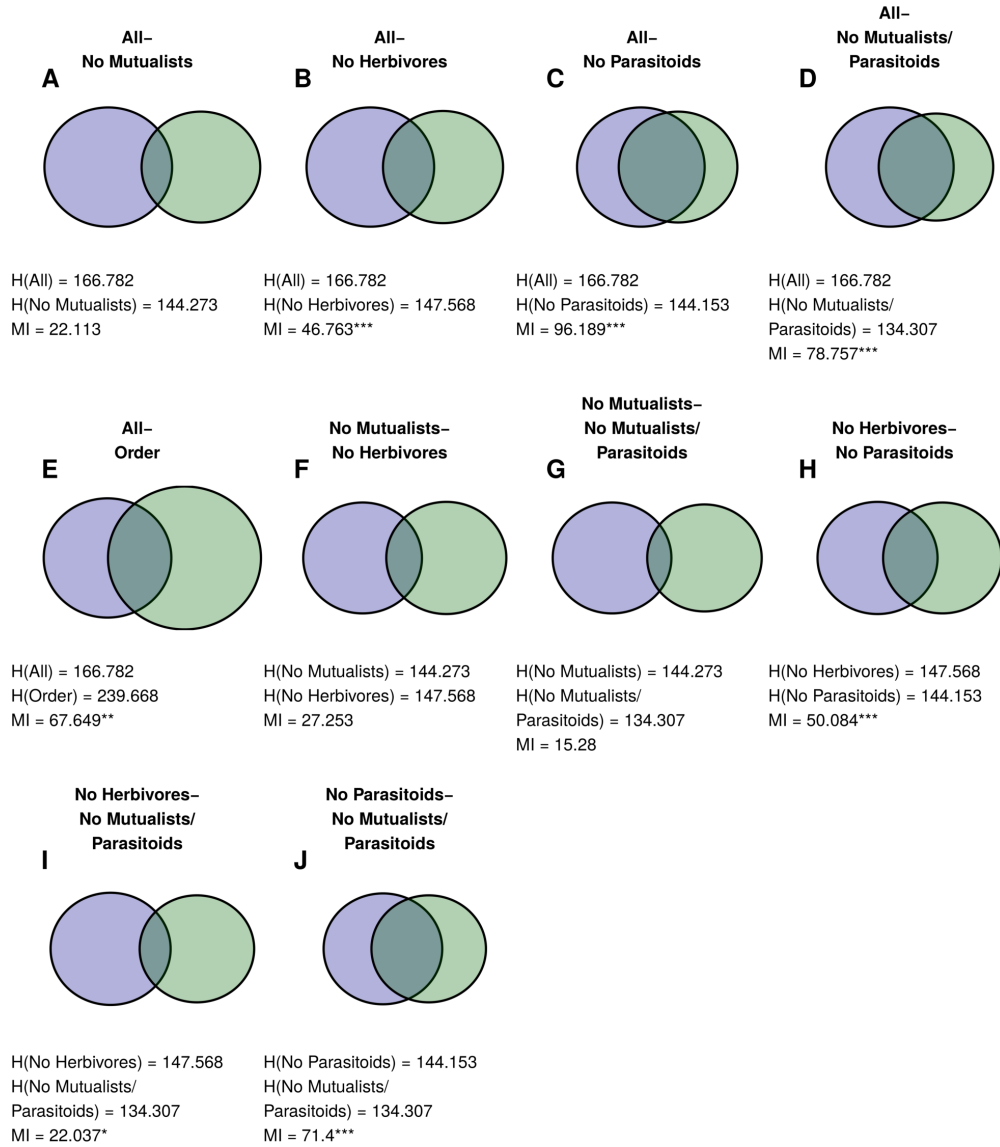 All–
No Mutualists
A
H(All) = 166.782
H(No Mutualists) = 144.273
MI = 22.113
All–
No Herbivores
B
H(All) = 166.782
H(No Herbivores) = 147.568
MI = 46.763***
All–
No Parasitoids
C
H(All) = 166.782
H(No Parasitoids) = 144.153
MI = 96.189***
All–
No Mutualists/
Parasitoids
D
H(All) = 166.782
H(No Mutualists/
Parasitoids) = 134.307
MI = 78.757***
All–
Order
E
H(All) = 166.782
H(Order) = 239.668
MI = 67.649**
No Mutualists–
No Herbivores
F
H(No Mutualists) = 144.273
H(No Herbivores) = 147.568
MI = 27.253
No Mutualists–
No Mutualists/
Parasitoids
G
H(No Mutualists) = 144.273
H(No Mutualists/
Parasitoids) = 134.307
MI = 15.28
No Herbivores–
No Parasitoids
H
H(No Herbivores) = 147.568
H(No Parasitoids) = 144.153
MI = 50.084***
No Herbivores–
No Mutualists/
Parasitoids
I
H(No Herbivores) = 147.568
H(No Mutualists/
Parasitoids) = 134.307
MI = 22.037*
No Parasitoids–
No Mutualists/
Parasitoids
J
H(No Parasitoids) = 144.153
H(No Mutualists/
Parasitoids) = 134.307
MI = 71.4***